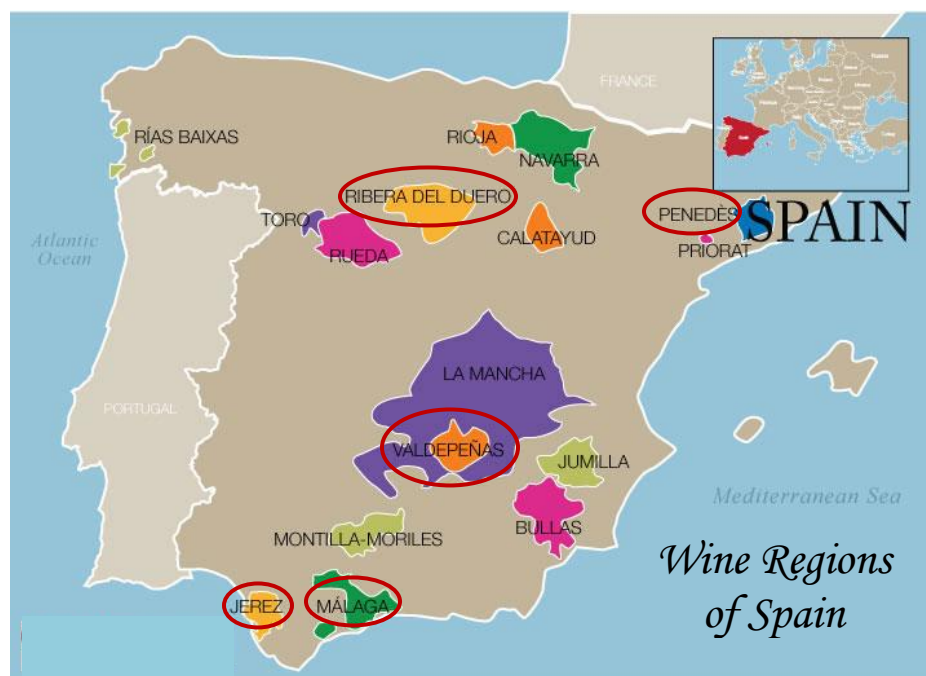 FRANCE
RÍAS BAIXAS
RIOJA
NAVARRA
RIBERA DEL DUERO
PENEDÈS
SPAIN
TORO
CALATAYUD
PRIORAT
Atlantic
Ocean
RUEDA
LA MANCHA
PORTUGAL
VALDEPEÑAS
JUMILLA
Mediterranean Sea
BULLAS
MONTILLA-MORILES
Wine Regions
of Spain
JEREZ
MÁLAGA